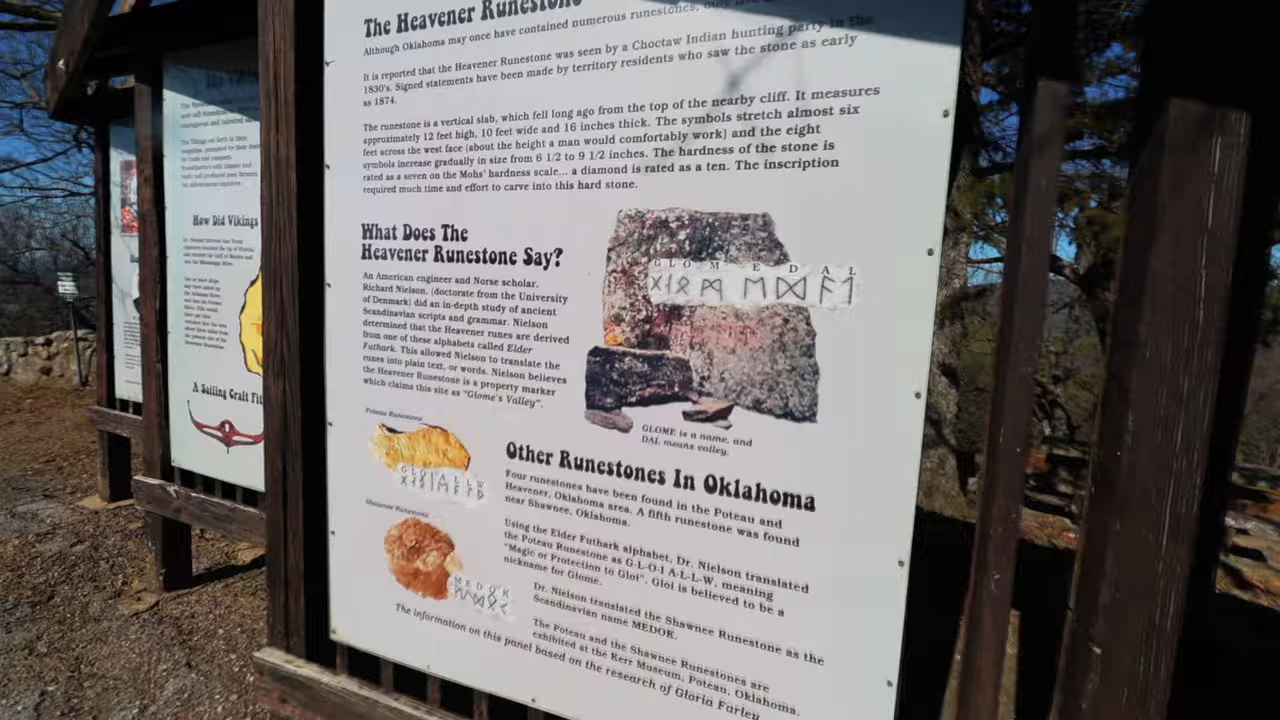 The Heavener Runestone
Although Oklahoma may once have contained numerous runestones, only
It is reported that the Heavener Runestone was seen by a Choctaw Indian hunting party in the
1830's. Signed statements have been made by territory residents who saw the stone as early
as 1874.
The runestone is a vertical slab, which fell long ago from the top of the nearby cliff. It measures
approximately 12 feet high, 10 feet wide and 16 inches thick. The symbols stretch almost six
feet across the west face (about the height a man would comfortably work) and the eight
symbols increase gradually in size from 6 1/2 to 9 1/2 inches. The hardness of the stone is
rated as a seven on the Mohs' hardness scale... a diamond is rated as a ten. The inscription
required much time and effort to carve into this hard stone.
What Does The
Heavener Runestone Say?
An American engineer and Norse scholar,
Richard Nielson, (doctorate from the University
of Denmark) did an in-depth study of ancient
Scandinavian scripts and grammar. Nielson
determined that the Heavener runes are derived
from one of these alphabets called Elder
Futhark. This allowed Nielson to translate the
runes into plain text, or words. Nielson believes
the Heavener Runestone is a property marker
which claims this site as "Glome's Valley".
G L O M E D A L
ᚷᛆᛟᛗᛖᛞᚨᛚ
GLOME is a name, and
DAL means valley.
Poteau Runestone
G L O I A L L W
Shawnee Runestone
M E D O K
Other Runestones In Oklahoma
Four runestones have been found in the Poteau and
Heavener, Oklahoma area. A fifth runestone was found
near Shawnee, Oklahoma.
Using the Elder Futhark alphabet, Dr. Nielson translated
the Poteau Runestone as G-L-O-I A-L-L-W, meaning
"Magic or Protection to Gloi". Gloi is believed to be a
nickname for Glome.
Dr. Nielson translated the Shawnee Runestone as the
Scandinavian name MEDOK.
The Poteau and the Shawnee Runestones are
exhibited at the Kerr Museum, Poteau, Oklahoma.
The information on this panel based on the research of Gloria Farley
How Did Vikings
A Sailing Craft Fit